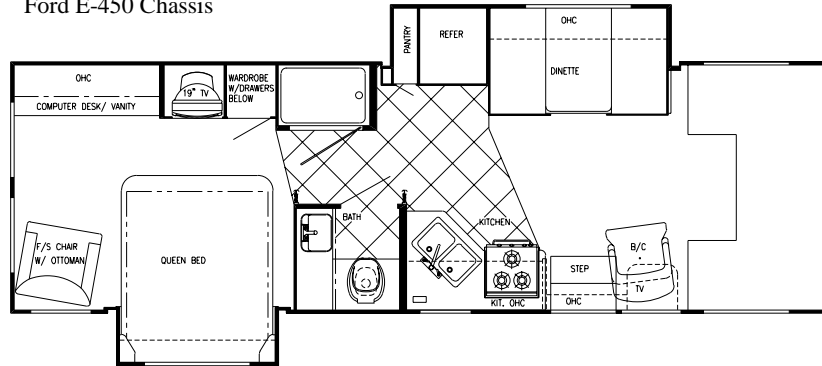 Ford E-450 Chassis
OHC
COMPUTER DESK/ VANITY
19" TV
WARDROBE
W/DRAWERS
BELOW
PANTRY
REFER
OHC
DINETTE
F/S CHAIR
W/ OTTOMAN
QUEEN BED
BATH
KITCHEN
KIT. OHC
STEP
OHC
B/C
TV